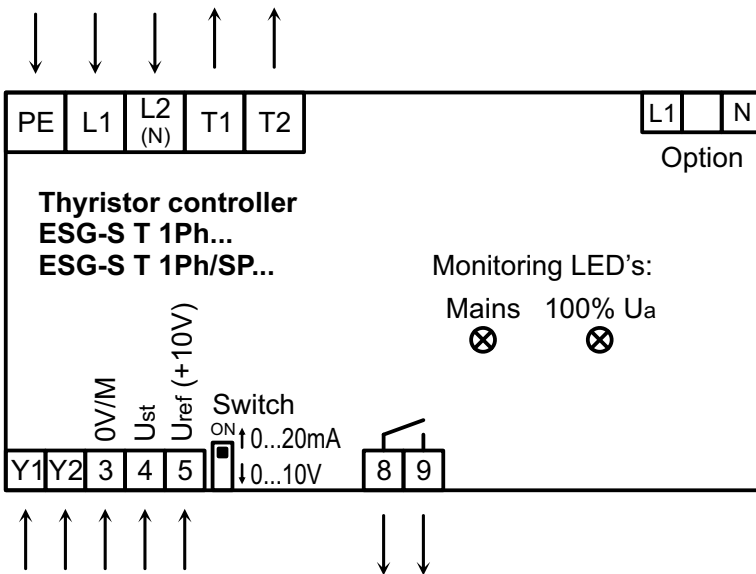 PE L1 L2 (N) T1 T2
L1 N
Option
Thyristor controller
ESG-S T 1Ph...
ESG-S T 1Ph/SP...
Monitoring LED's:
Mains 100% Ua
0V/M
Ust
Uref (+10V)
Switch
ON 0...20mA
0...10V
Y1 Y2 3 4 5
8 9